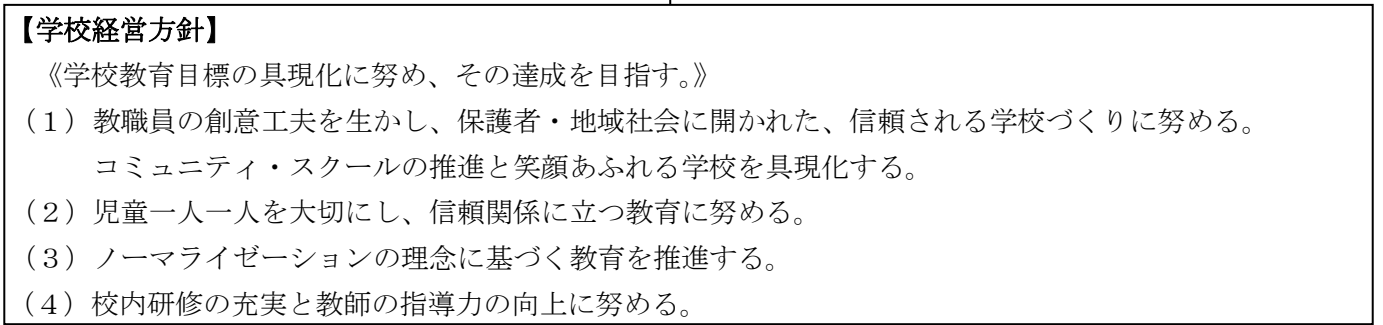 【学校経営方針】
《学校教育目標の具現化に努め、その達成を目指す。》
（１）教職員の創意工夫を生かし、保護者・地域社会に開かれた、信頼される学校づくりに努める。
コミュニティ・スクールの推進と笑顔あふれる学校を具現化する。
（２）児童一人一人を大切にし、信頼関係に立つ教育に努める。
（３）ノーマライゼーションの理念に基づく教育を推進する。
（４）校内研修の充実と教師の指導力の向上に努める。